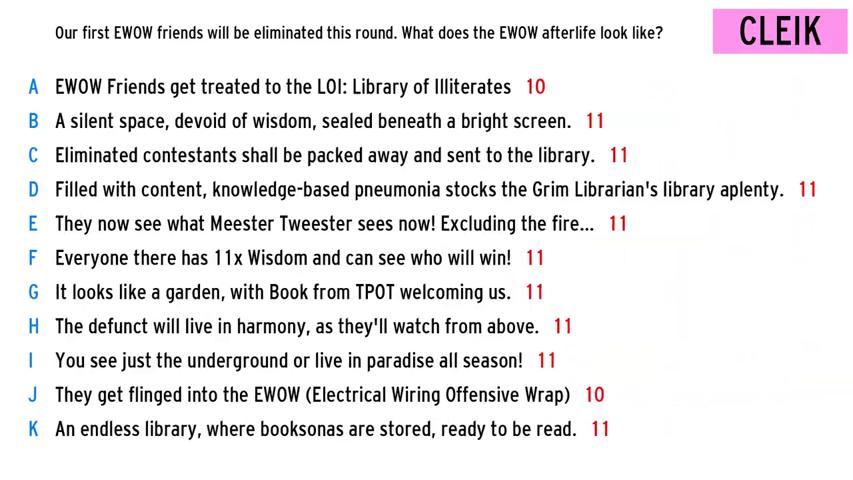 Our first EWOW friends will be eliminated this round. What does the EWOW afterlife look like?
CLEIK
A EWOW Friends get treated to the LOI: Library of Illiterates 10
B A silent space, devoid of wisdom, sealed beneath a bright screen. 11
C Eliminated contestants shall be packed away and sent to the library. 11
D Filled with content, knowledge-based pneumonia stocks the Grim Librarian's library aplenty. 11
E They now see what Meester Tweester sees now! Excluding the fire... 11
F Everyone there has 11x Wisdom and can see who will win! 11
G It looks like a garden, with Book from TPOT welcoming us. 11
H The defunct will live in harmony, as they'll watch from above. 11
I You see just the underground or live in paradise all season! 11
J They get flinged into the EWOW (Electrical Wiring Offensive Wrap) 10
K An endless library, where booksonas are stored, ready to be read. 11